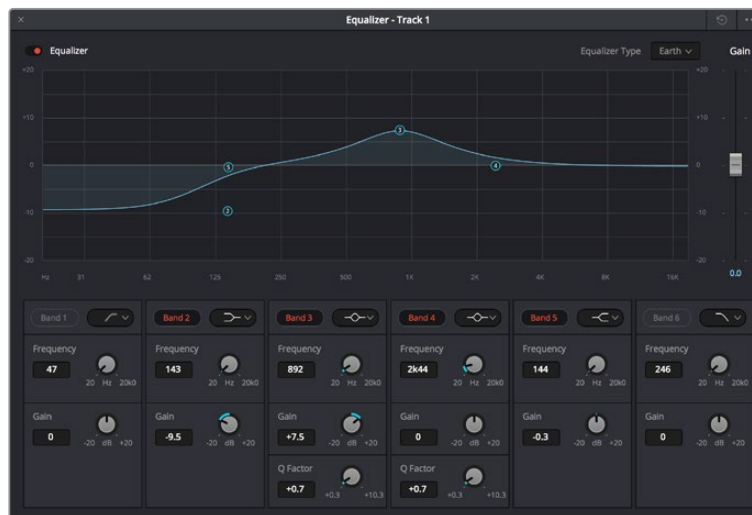 Equalizer - Track 1
Equalizer Equalizer Type Earth Gain
+20 +20
+10 +10
0 0
-10 -10
-20 -20
5 3 4 2
Hz 31 62 125 250 500 1K 2K 4K 8K 16K 0.0
Band 1 Band 2 Band 3 Band 4 Band 5 Band 6
Frequency Frequency Frequency Frequency Frequency Frequency
47 143 892 2k44 144 246
20 Hz 20k0 20 Hz 20k0 20 Hz 20k0 20 Hz 20k0 20 Hz 20k0 20 Hz 20k0
Gain Gain Gain Gain Gain Gain
0 -9.5 +7.5 0 -0.3 0
-20 dB +20 -20 dB +20 -20 dB +20 -20 dB +20 -20 dB +20 -20 dB +20
Q Factor Q Factor
+0.7 +0.7
+0.3 +10.3 +0.3 +10.3